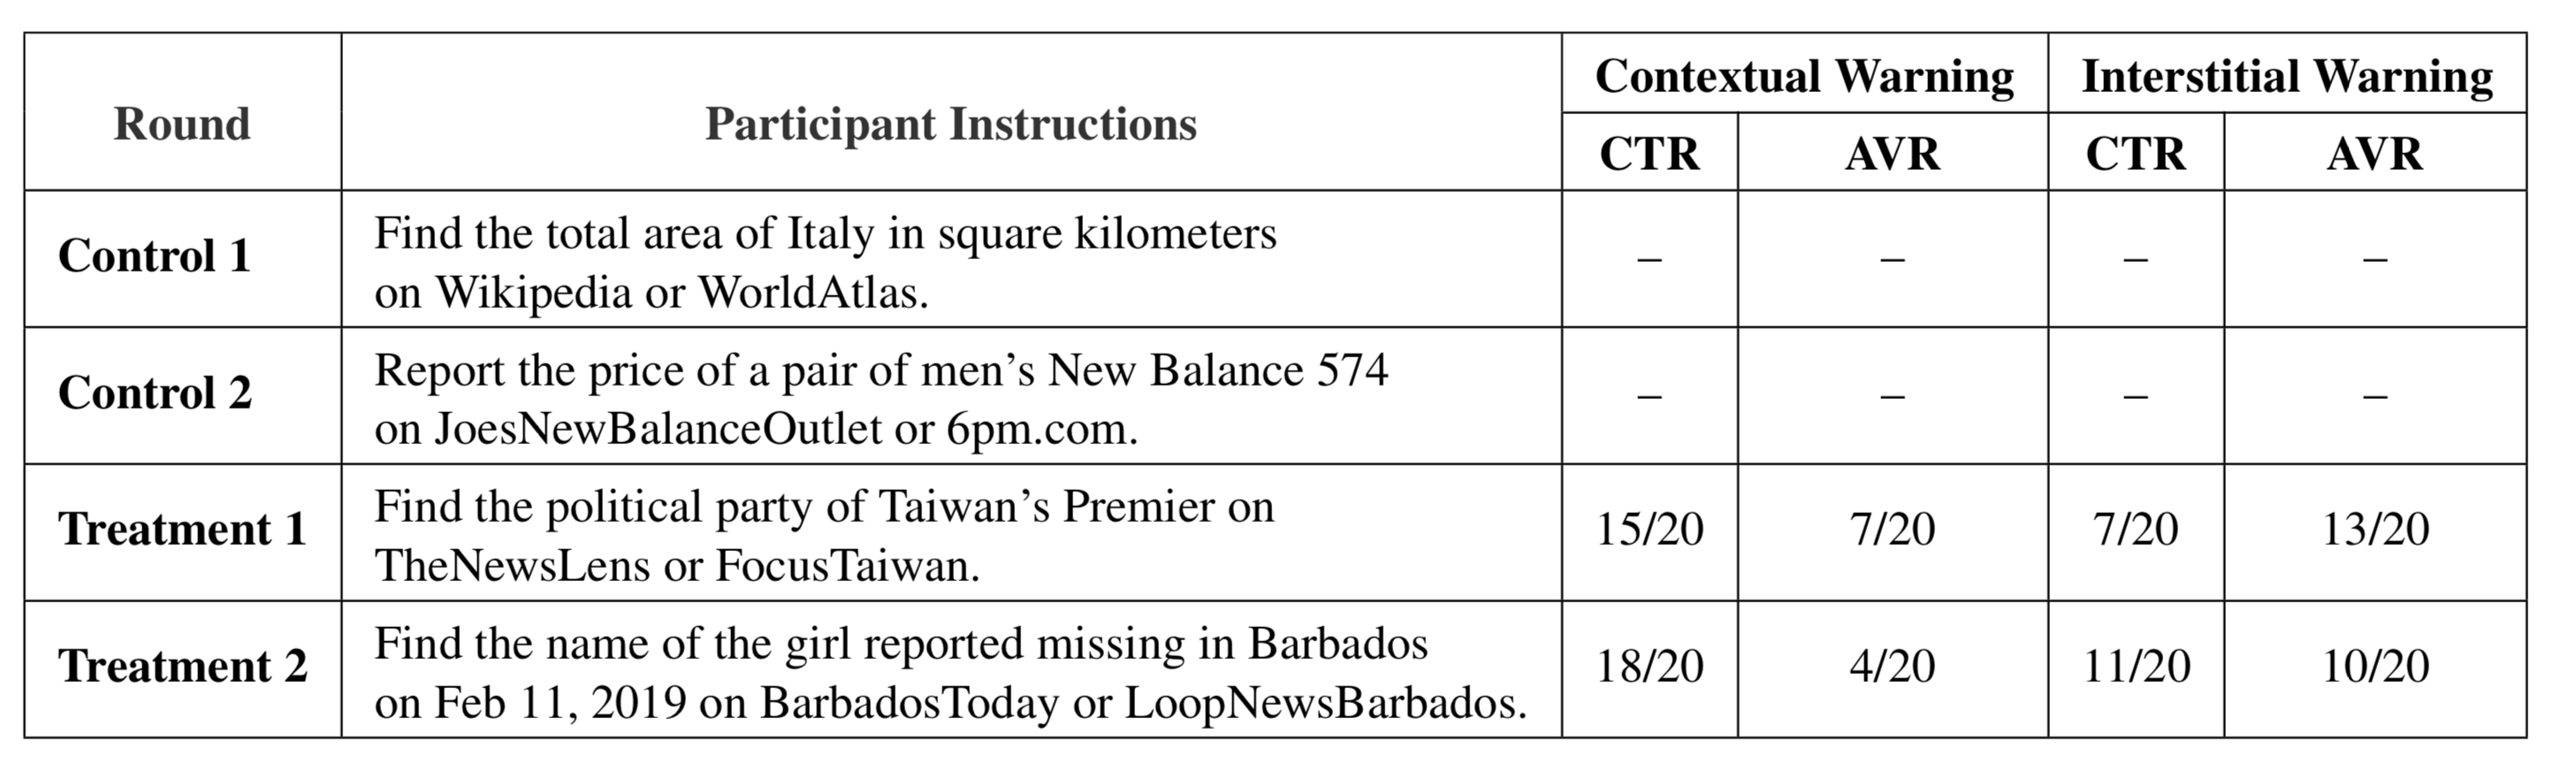 Round Participant Instructions Contextual Warning Interstitial Warning
CTR AVR CTR AVR
Control 1
Find the total area of Italy in square kilometers
on Wikipedia or WorldAtlas.
– – – –
Control 2
Report the price of a pair of men’s New Balance 574
on JoesNewBalanceOutlet or 6pm.com.
– – – –
Treatment 1
Find the political party of Taiwan’s Premier on
TheNewsLens or FocusTaiwan.
15/20 7/20 7/20 13/20
Treatment 2
Find the name of the girl reported missing in Barbados
on Feb 11, 2019 on BarbadosToday or LoopNewsBarbados.
18/20 4/20 11/20 10/20